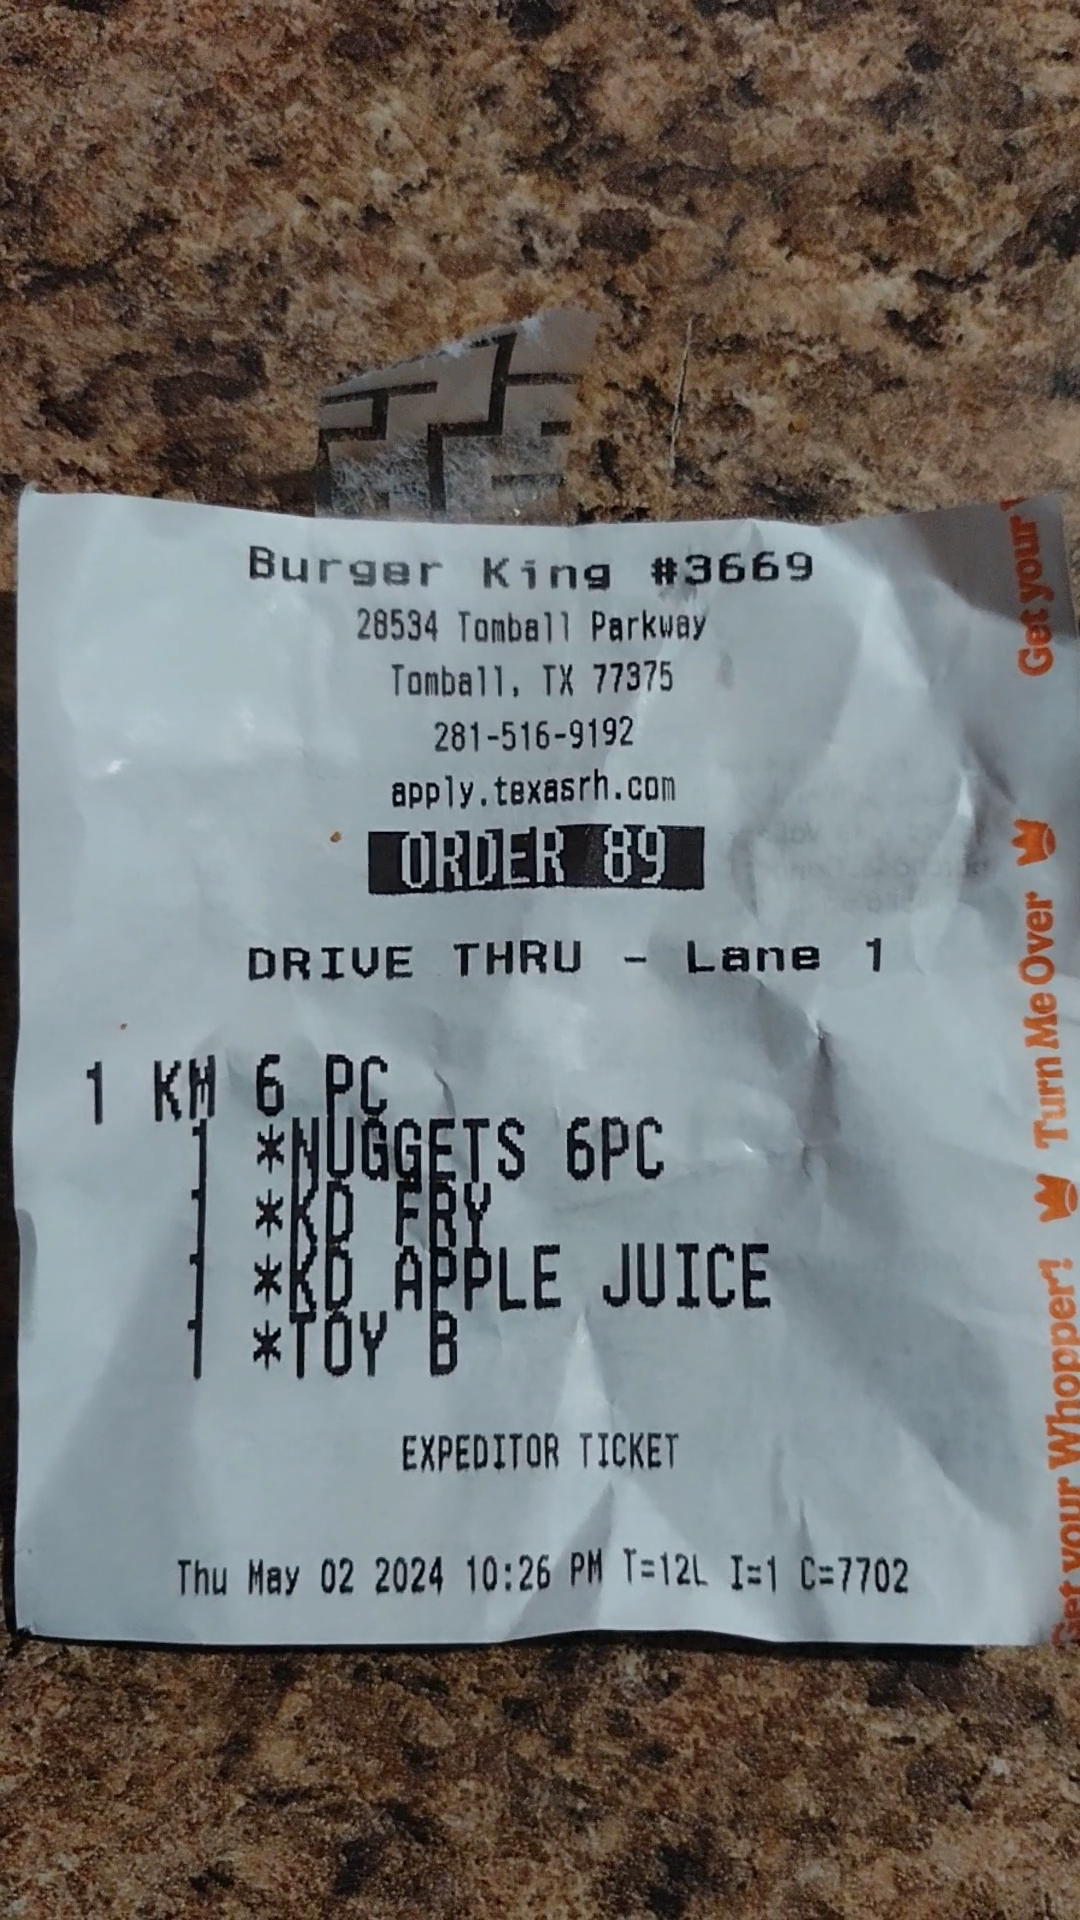 Burger King #3669
28534 Tomball Parkway
Tomball, TX 77375
281-516-9192
apply.texasrh.com
ORDER 89
DRIVE THRU - Lane 1
1 KM 6 PC
1 *NUGGETS 6PC
1 *KD FRY
1 *KD APPLE JUICE
1 *TOY B
EXPEDITOR TICKET
Thu May 02 2024 10:26 PM T=12L I=1 C=7702
Get your Whopper! Turn Me Over Get your